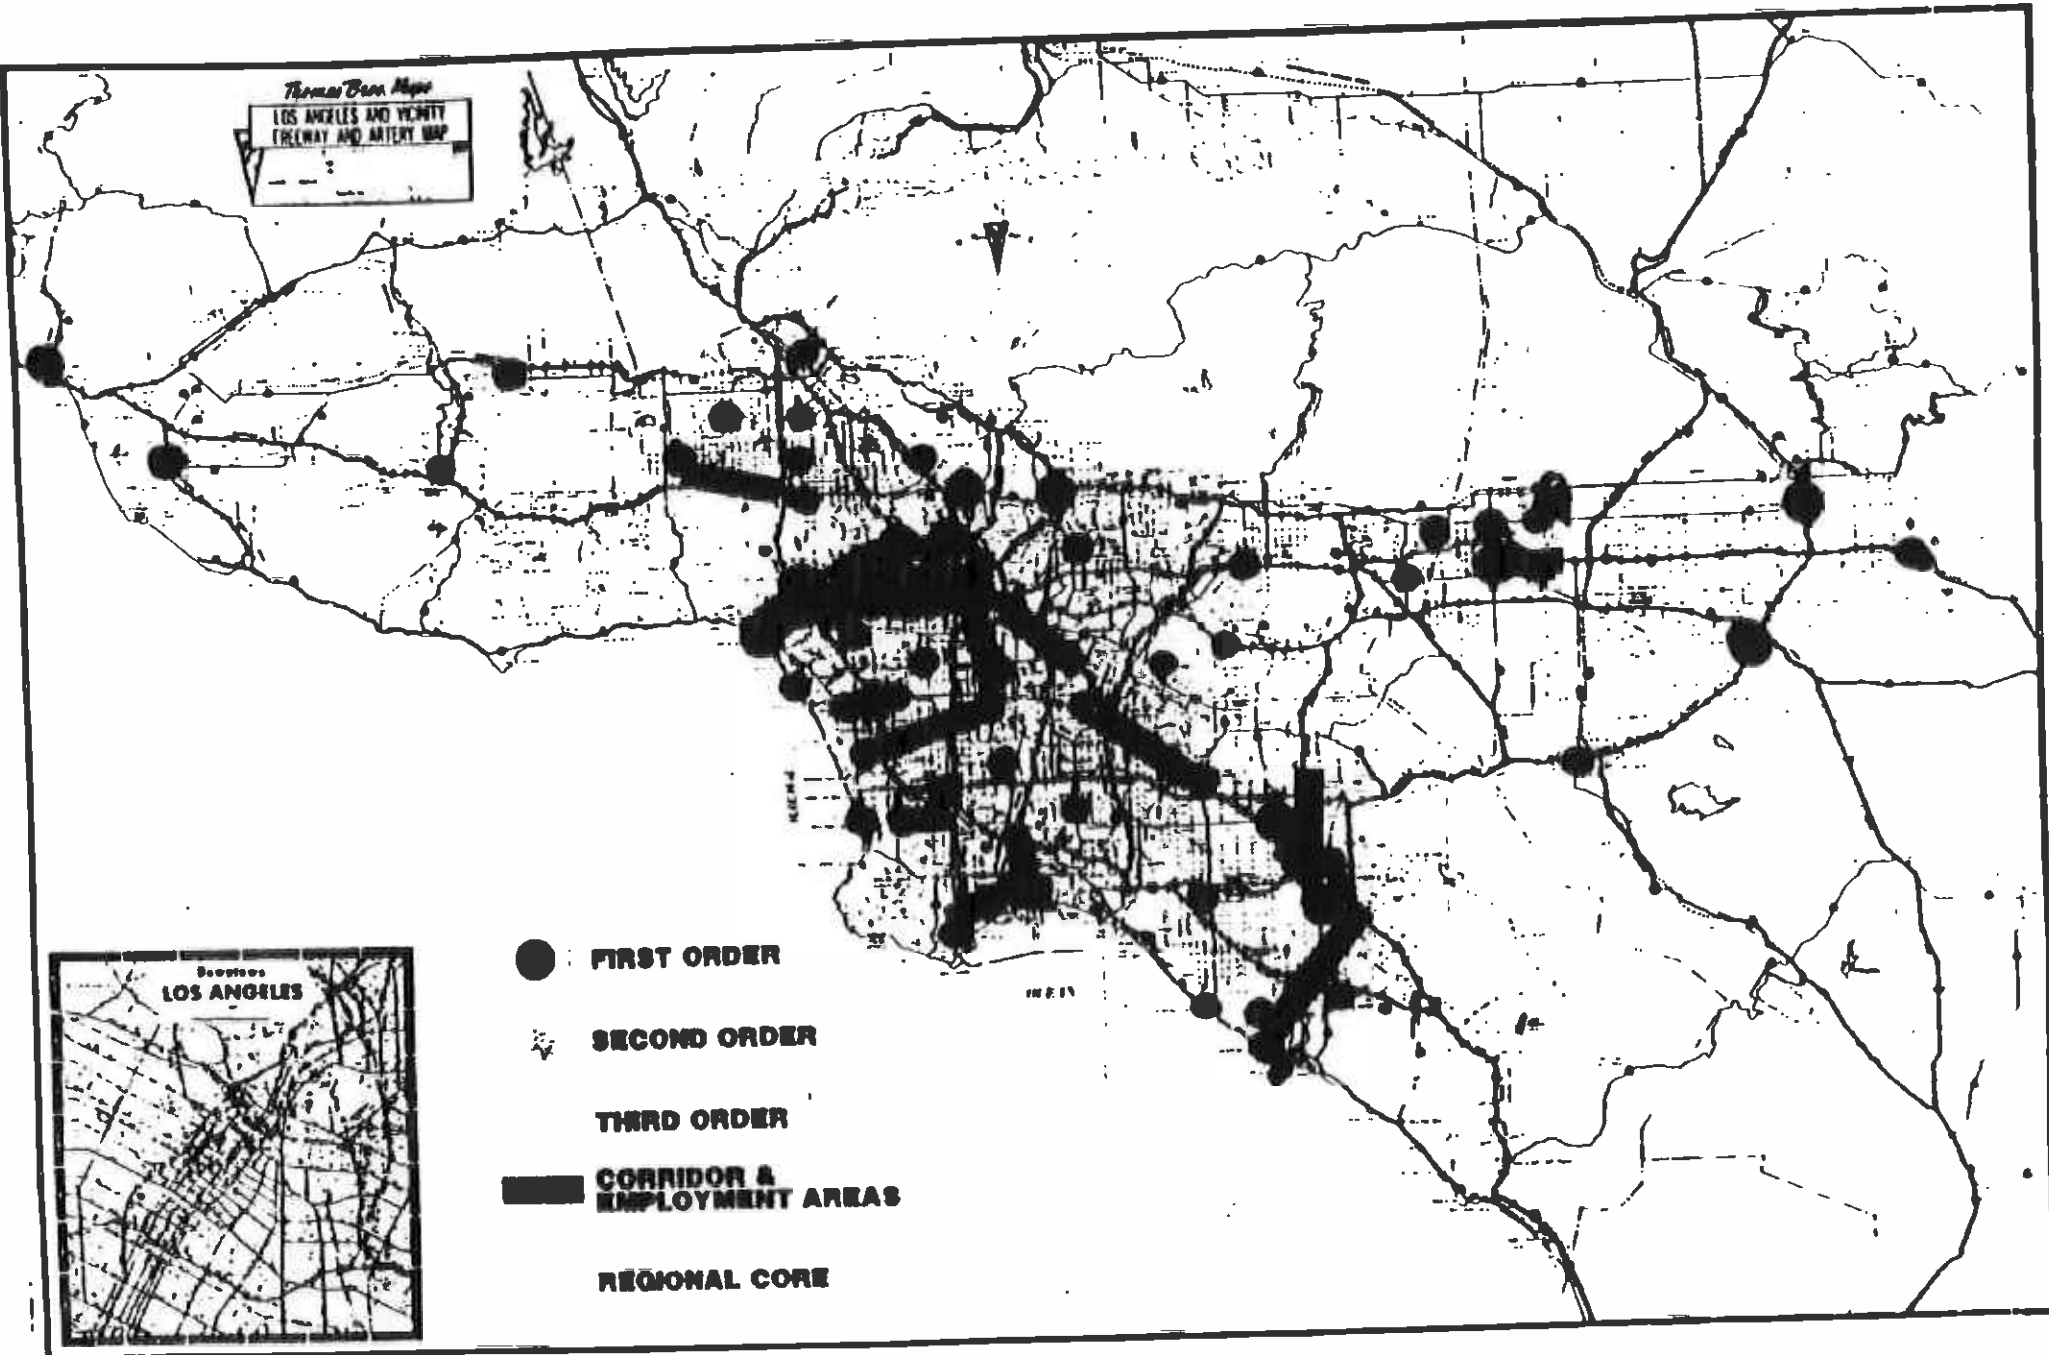 Thomas Bros. Maps
LOS ANGELES AND VICINITY
FREEWAY AND ARTERY MAP
Downtown
LOS ANGELES
FIRST ORDER
SECOND ORDER
THIRD ORDER
CORRIDOR &
EMPLOYMENT AREAS
REGIONAL CORE